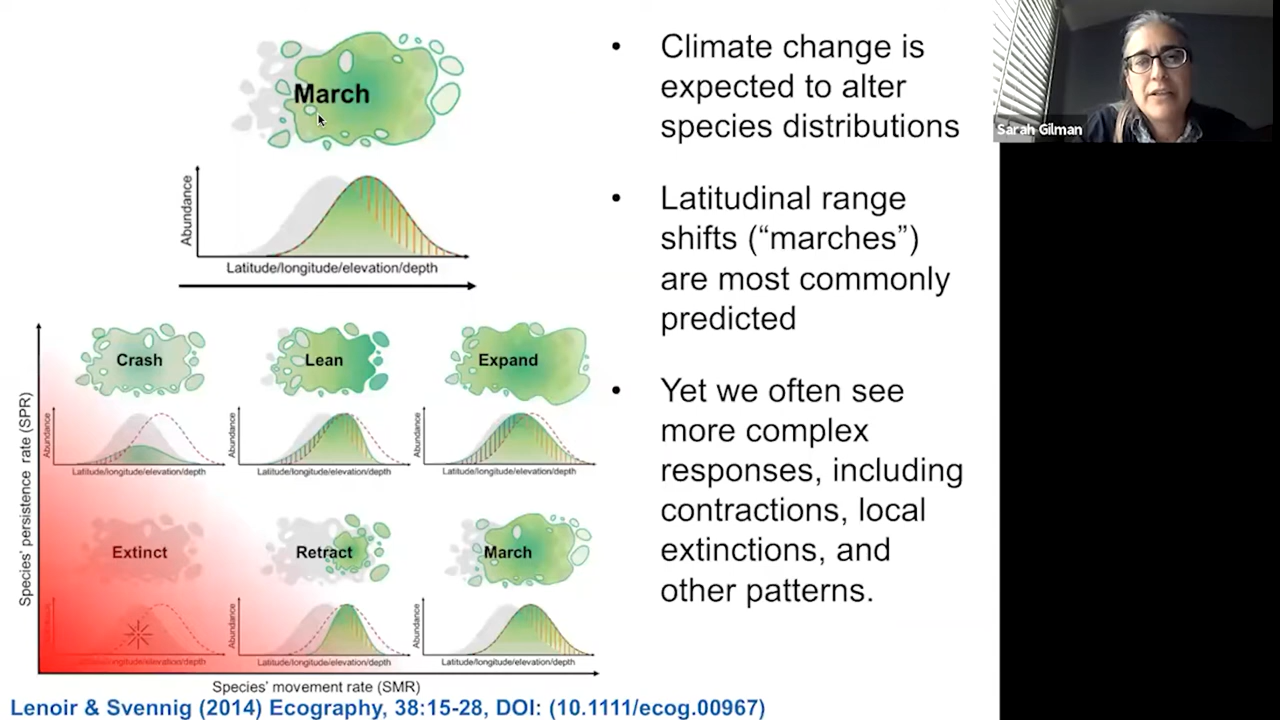 March
Abundance
Latitude/longitude/elevation/depth
• Climate change is
expected to alter
species distributions
• Latitudinal range
shifts (“marches”)
are most commonly
predicted
• Yet we often see
more complex
responses, including
contractions, local
extinctions, and
other patterns.
Sarah Gilman
Species’ persistence rate (SPR)
Crash
Lean
Expand
Abundance
Abundance
Abundance
Latitude/longitude/elevation/depth
Latitude/longitude/elevation/depth
Latitude/longitude/elevation/depth
Extinct
Retract
March
Abundance
Abundance
Latitude/longitude/elevation/depth
Latitude/longitude/elevation/depth
Latitude/longitude/elevation/depth
Species’ movement rate (SMR)
Lenoir & Svennig (2014) Ecography, 38:15-28, DOI: (10.1111/ecog.00967)